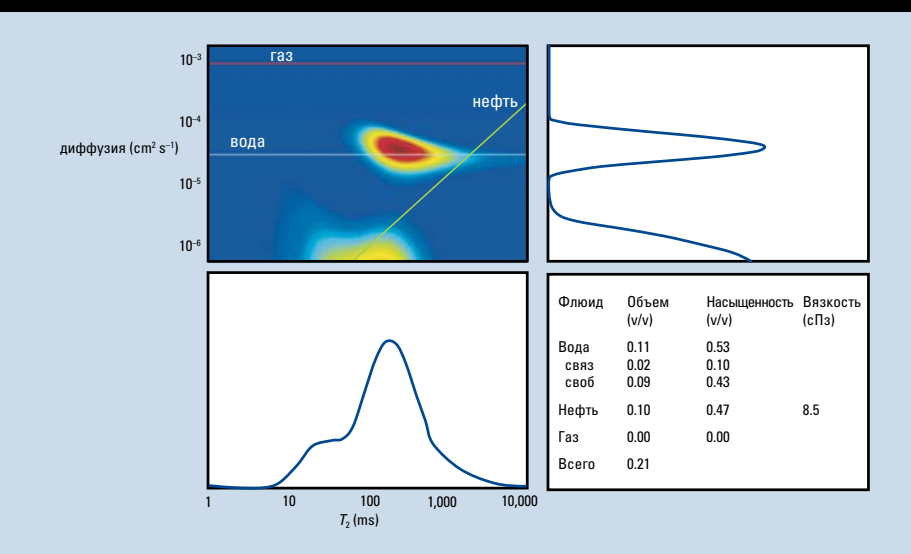 10⁻³
газ
нефть
10⁻⁴
вода
диффузия (cm² s⁻¹)
10⁻⁵
10⁻⁶
1 10 100 1,000 10,000
T₂ (ms)
Флюид Объем Насыщенность Вязкость
(v/v) (v/v) (сПз)
Вода 0.11 0.53
связ 0.02 0.10
своб 0.09 0.43
Нефть 0.10 0.47 8.5
Газ 0.00 0.00
Всего 0.21